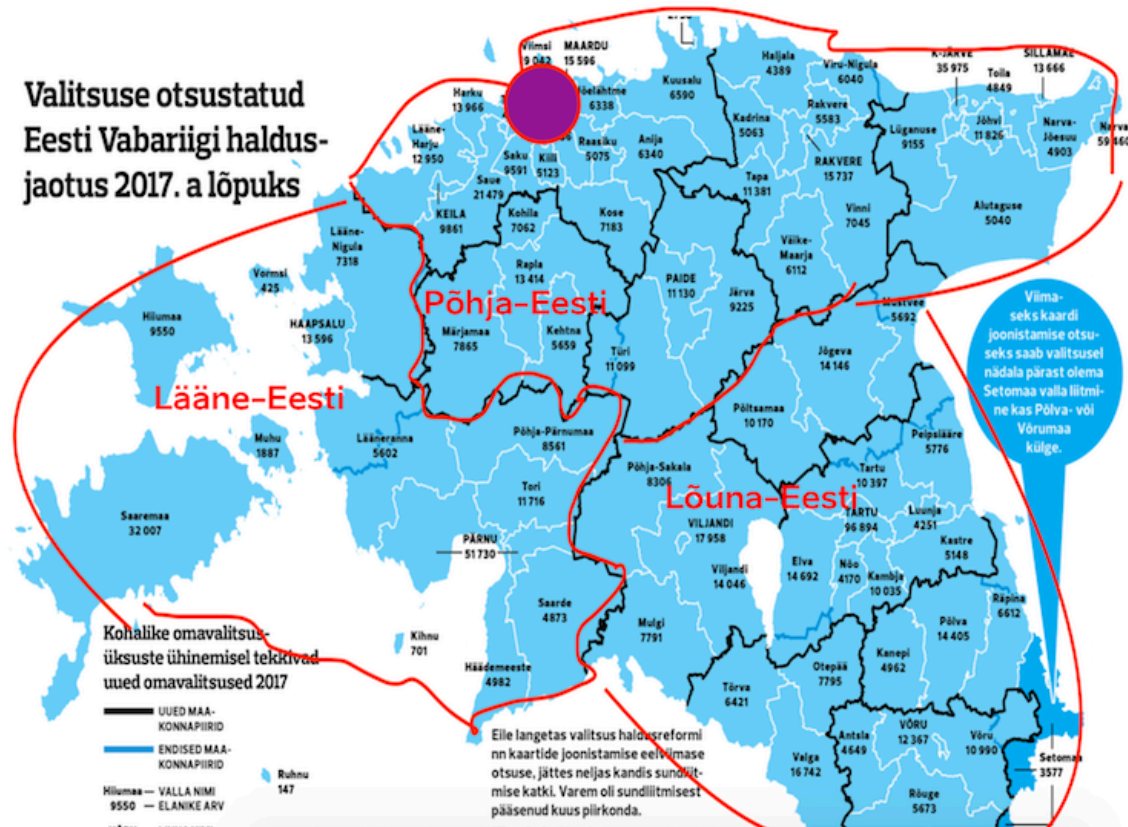 Valitsuse otsustatud
Eesti Vabariigi haldus-
jaotus 2017. a lõpuks
Viimsi
9 042
MAARDU
15 596
Harku
13 966
Jõelähtme
6338
Kuusalu
6590
Haljala
4389
Viru-Nigula
6040
K-JÄRVE
35 975
SILLAMÄE
13 666
Toila
4849
Lääne-
Harju
12 950
Saku
9591
Kiili
5123
Raasiku
5075
Anija
6340
Kadrina
5063
Rakvere
5583
Lüganuse
9155
Jõhvi
11 826
Narva-
Jõesuu
4903
Narva
59 460
Saue
21 479
RAKVERE
15 737
Tapa
11 381
KEILA
9861
Kohila
7062
Kose
7183
Vinni
7045
Alutaguse
5040
Lääne-
Nigula
7318
Väike-
Maarja
6112
Vormsi
425
Rapla
13 414
PAIDE
11 130
Järva
9225
Hiiumaa
9550
HAAPSALU
13 596
Põhja-Eesti
Märjamaa
7865
Kehtna
5659
Mustvee
5692
Türi
11 099
Jõgeva
14 146
Viima-
seks kaardi
joonistamise otsu-
seks saab valitsusel
nädala pärast olema
Setomaa valla liitmi-
ne kas Põlva- või
Võrumaa
külge.
Lääne-Eesti
Põltsamaa
10 170
Muhu
1887
Lääneranna
5602
Põhja-Pärnumaa
8561
Peipsiääre
5776
Põhja-Sakala
8306
Tartu
10 397
Lõuna-Eesti
Tori
11 716
Saaremaa
32 007
VILJANDI
17 958
TARTU
96 894
Luunja
4251
PÄRNU
51 730
Kastre
5148
Viljandi
14 046
Elva
14 692
Nõo
4170
Kambja
10 035
Saarde
4873
Räpina
6612
Mulgi
7791
Põlva
14 405
Kihnu
701
Kohalike omavalitsus-
üksuste ühinemisel tekkivad
uued omavalitsused 2017
Häädemeeste
4982
Otepää
7795
Kanepi
4962
Tõrva
6421
UUED MAA-
KONNAPIIRID
ENDISED MAA-
KONNAPIIRID
Eile langetas valitsus haldusreformi
nn kaartide joonistamise eelviimase
otsuse, jättes neljas kandis sundliit-
mise katki. Varem oli sundliitmisest
pääsenud kuus piirkonda.
Antsla
4649
VÕRU
12 367
Võru
10 990
Valga
16 742
Setomaa
3577
Ruhnu
147
Hiiumaa — VALLA NIMI
9550 — ELANIKE ARV
Rõuge
5673